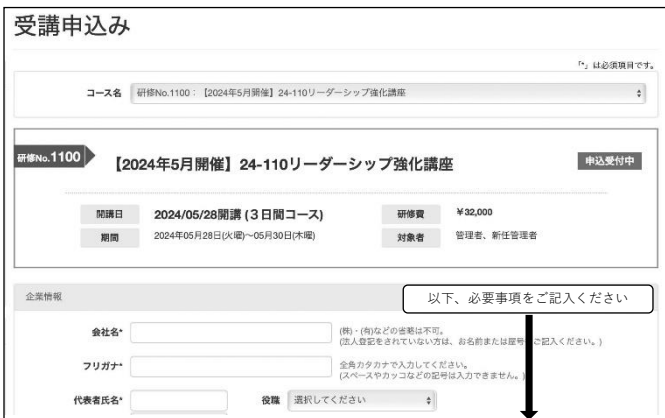 受講申込み
「*」は必須項目です。
コース名 研修No.1100：【2024年5月開催】24-110リーダーシップ強化講座
研修No.1100 【2024年5月開催】24-110リーダーシップ強化講座 申込受付中
開講日 2024/05/28開講 (３日間コース) 研修費 ¥32,000
期間 2024年05月28日(火曜)～05月30日(木曜) 対象者 管理者、新任管理者
企業情報
以下、必要事項をご記入ください
会社名* (株)・(有)などの省略は不可。
(法人登記をされていない方は、お名前または屋号をご記入ください。)
フリガナ* 全角カタカナで入力してください。
(スペースやカッコなどの記号は入力できません。)
代表者氏名* 役職 選択してください